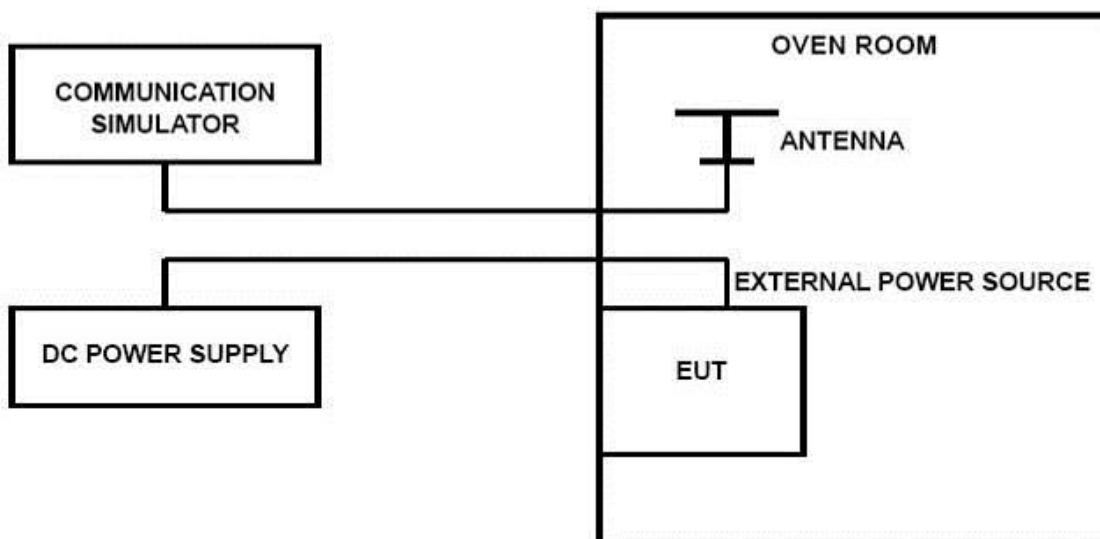 OVEN ROOM
COMMUNICATION
SIMULATOR
ANTENNA
EXTERNAL POWER SOURCE
DC POWER SUPPLY
EUT